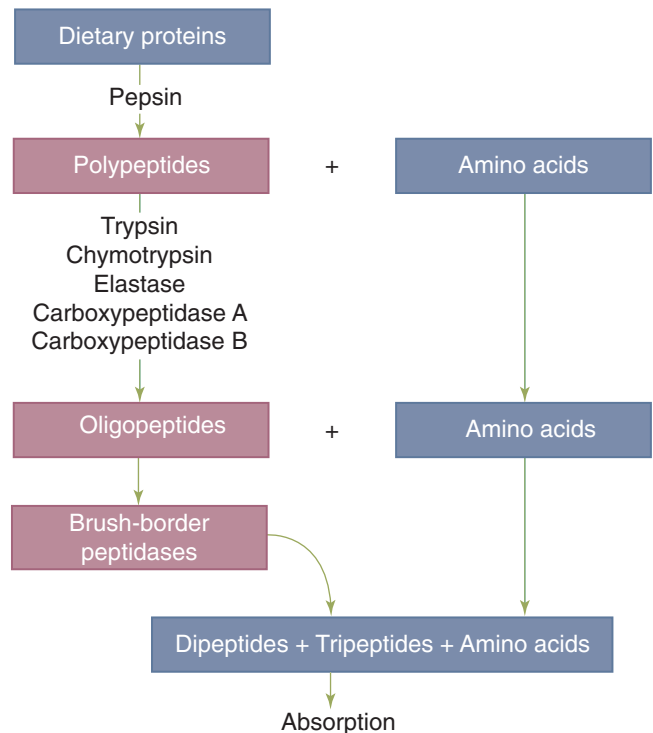 Dietary proteins
Pepsin
Polypeptides
+
Amino acids
Trypsin
Chymotrypsin
Elastase
Carboxypeptidase A
Carboxypeptidase B
Oligopeptides
+
Amino acids
Brush-border
peptidases
Dipeptides + Tripeptides + Amino acids
Absorption